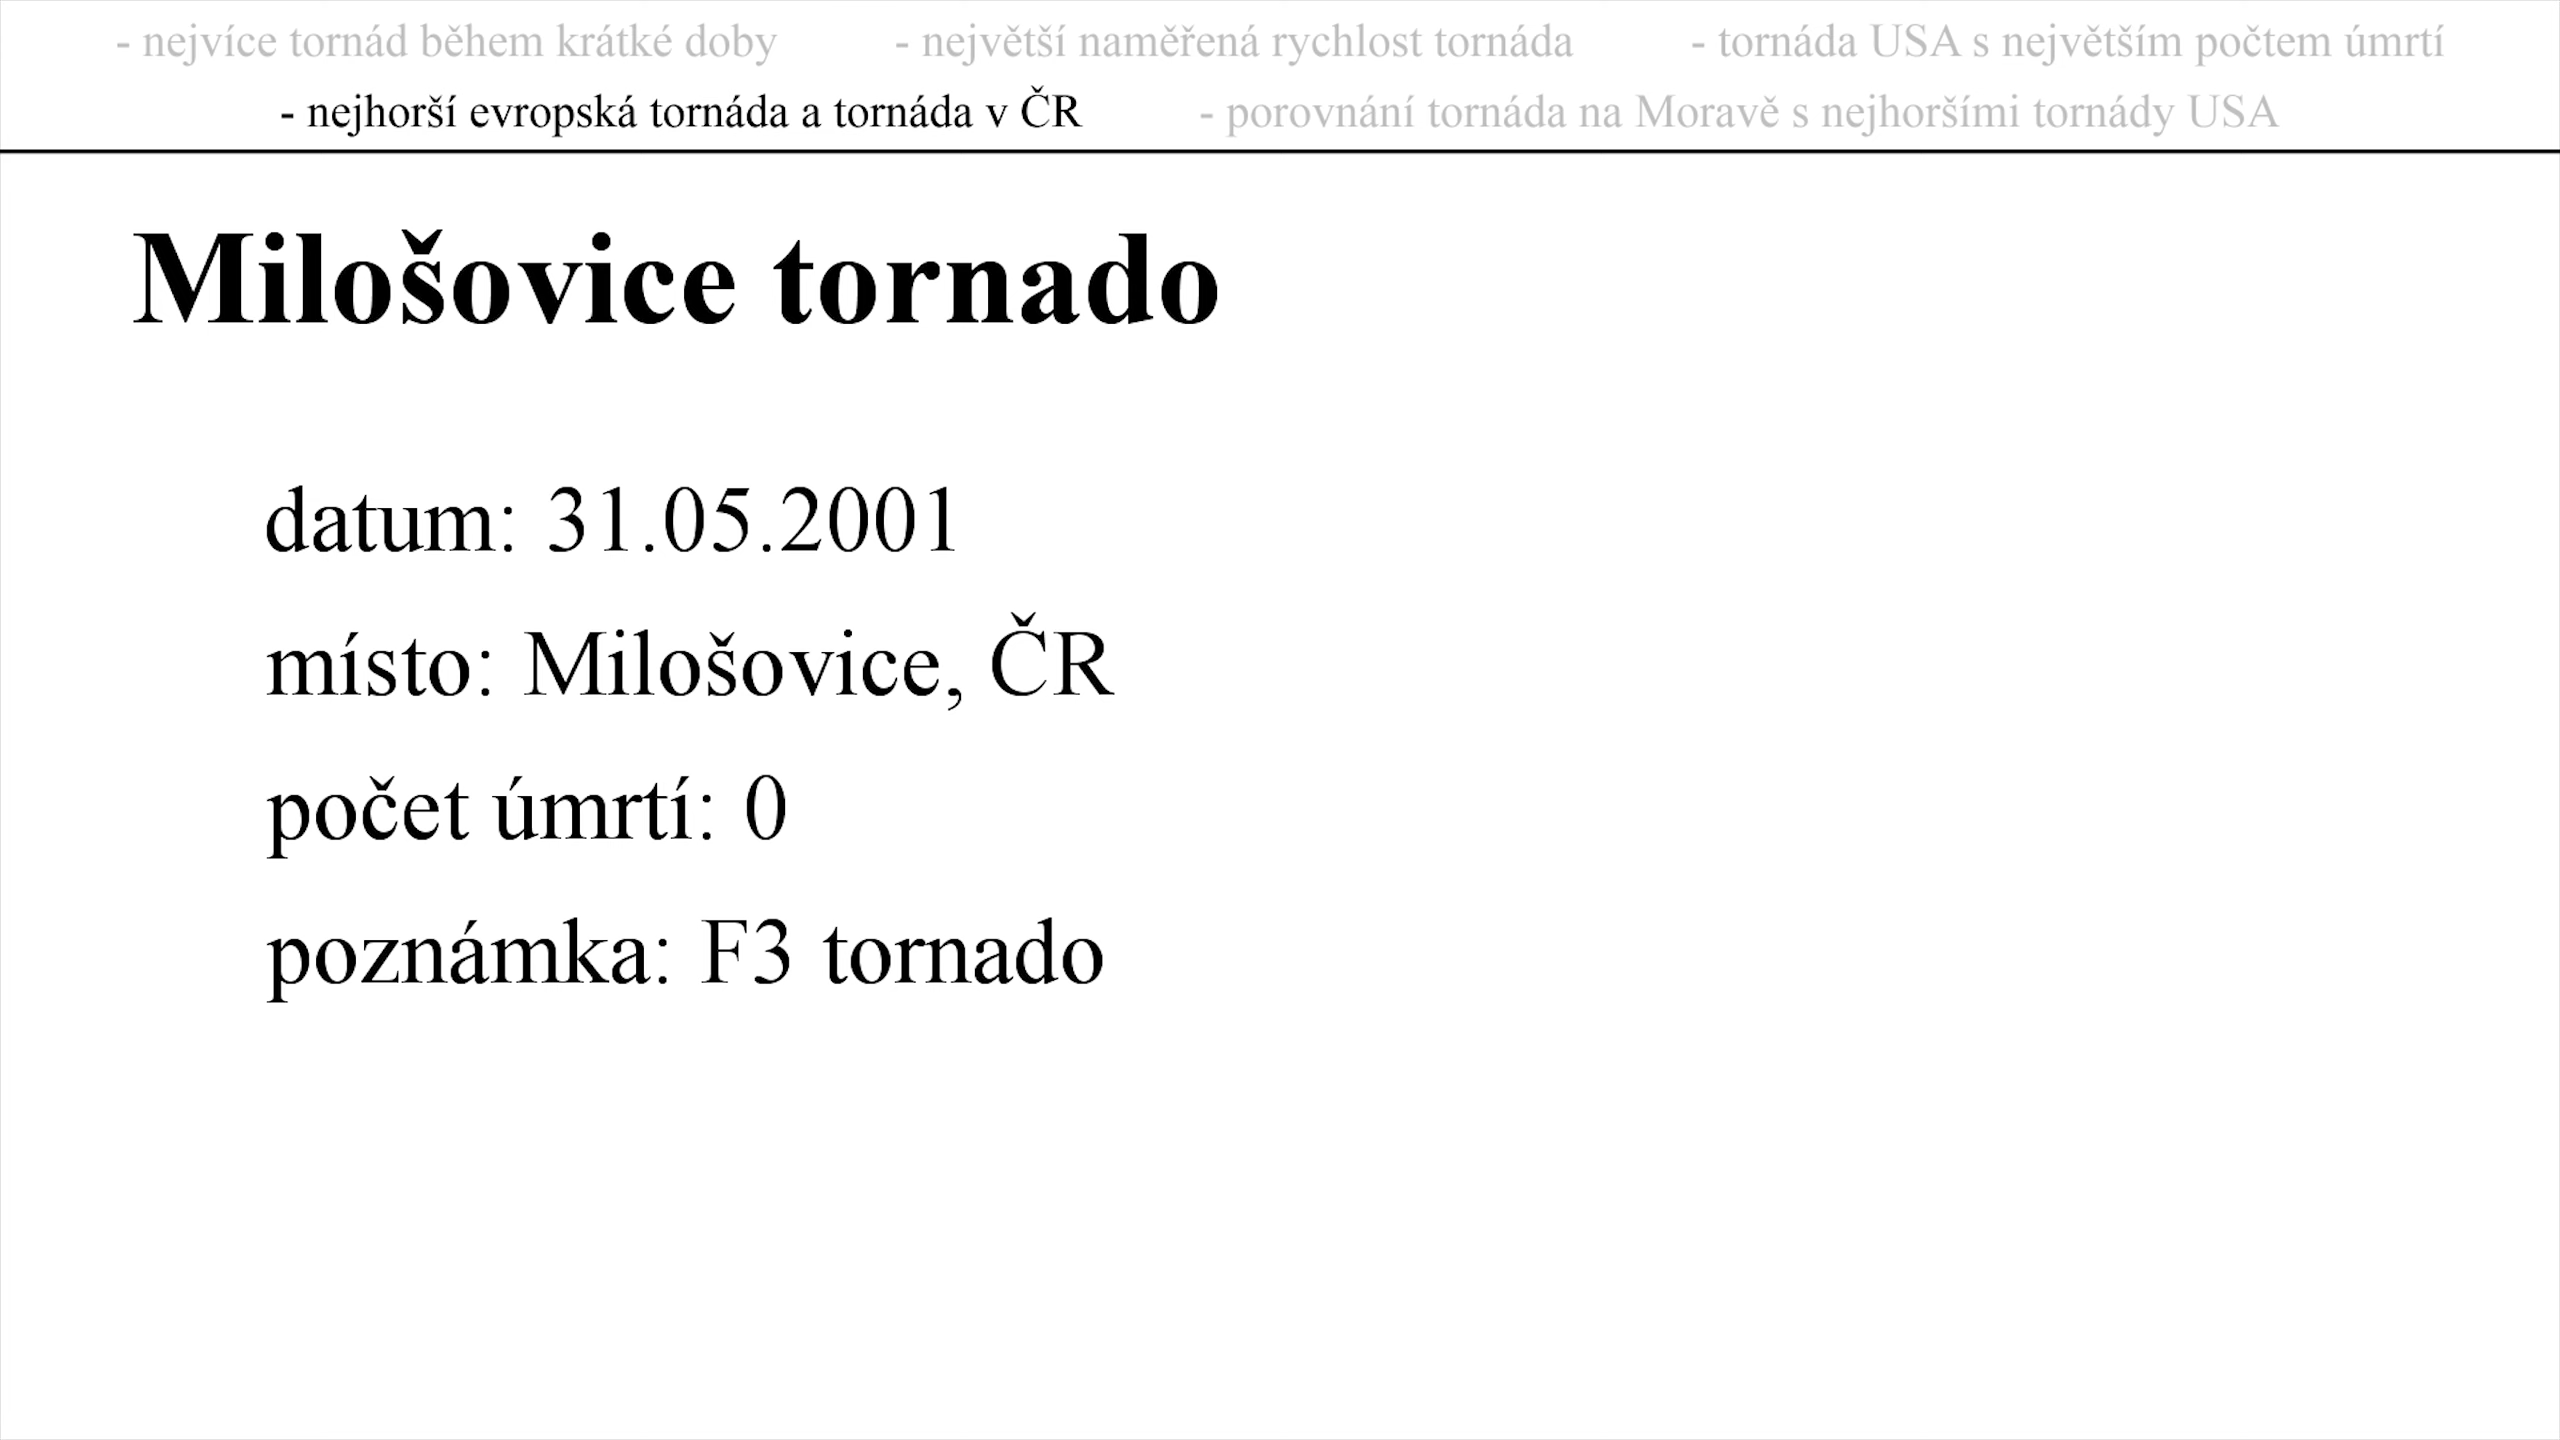 - nejvíce tornád během krátké doby - největší naměřená rychlost tornáda - tornáda USA s největším počtem úmrtí
- nejhorší evropská tornáda a tornáda v ČR - porovnání tornáda na Moravě s nejhoršími tornády USA
Milošovice tornado
datum: 31.05.2001
místo: Milošovice, ČR
počet úmrtí: 0
poznámka: F3 tornado